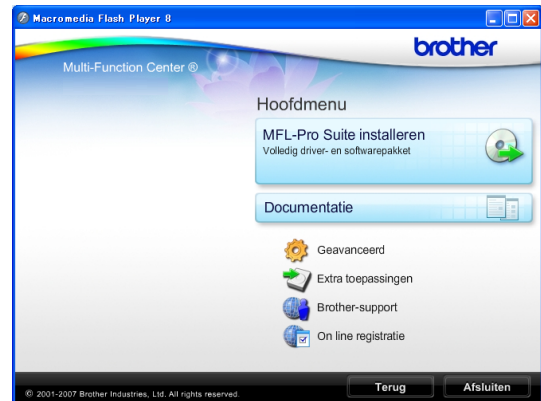 Macromedia Flash Player 8
brother
Multi-Function Center ®
Hoofdmenu
MFL-Pro Suite installeren
Volledig driver- en softwarepakket
Documentatie
Geavanceerd
Extra toepassingen
Brother-support
On line registratie
© 2001-2007 Brother Industries, Ltd. All rights reserved.
Terug
Afsluiten